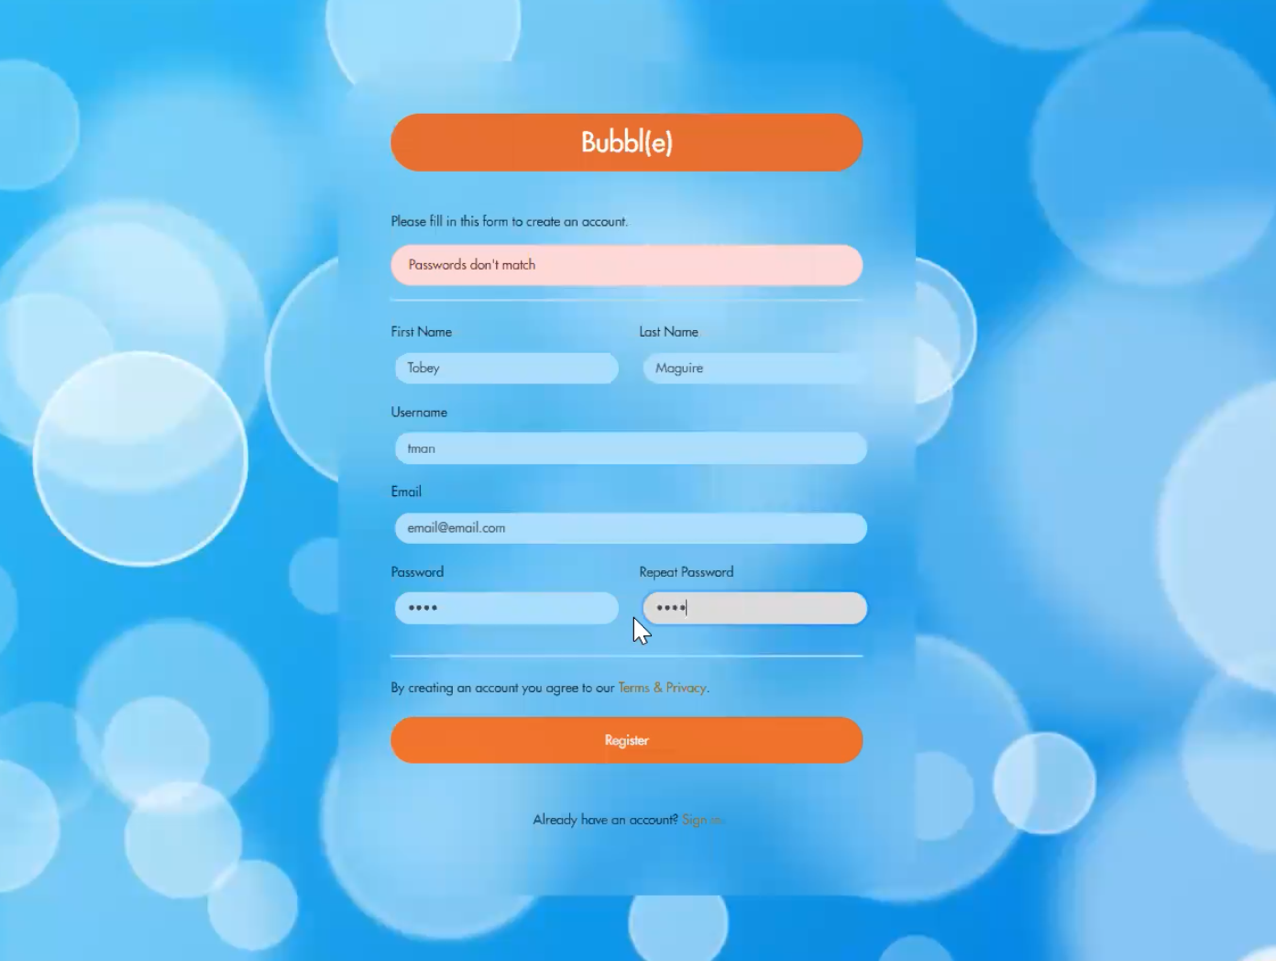 Bubbl(e)
Please fill in this form to create an account.
Passwords don't match
First Name Last Name
Tobey Maguire
Username
tman
Email
email@email.com
Password Repeat Password
•••• ••••
By creating an account you agree to our Terms & Privacy.
Register
Already have an account? Sign